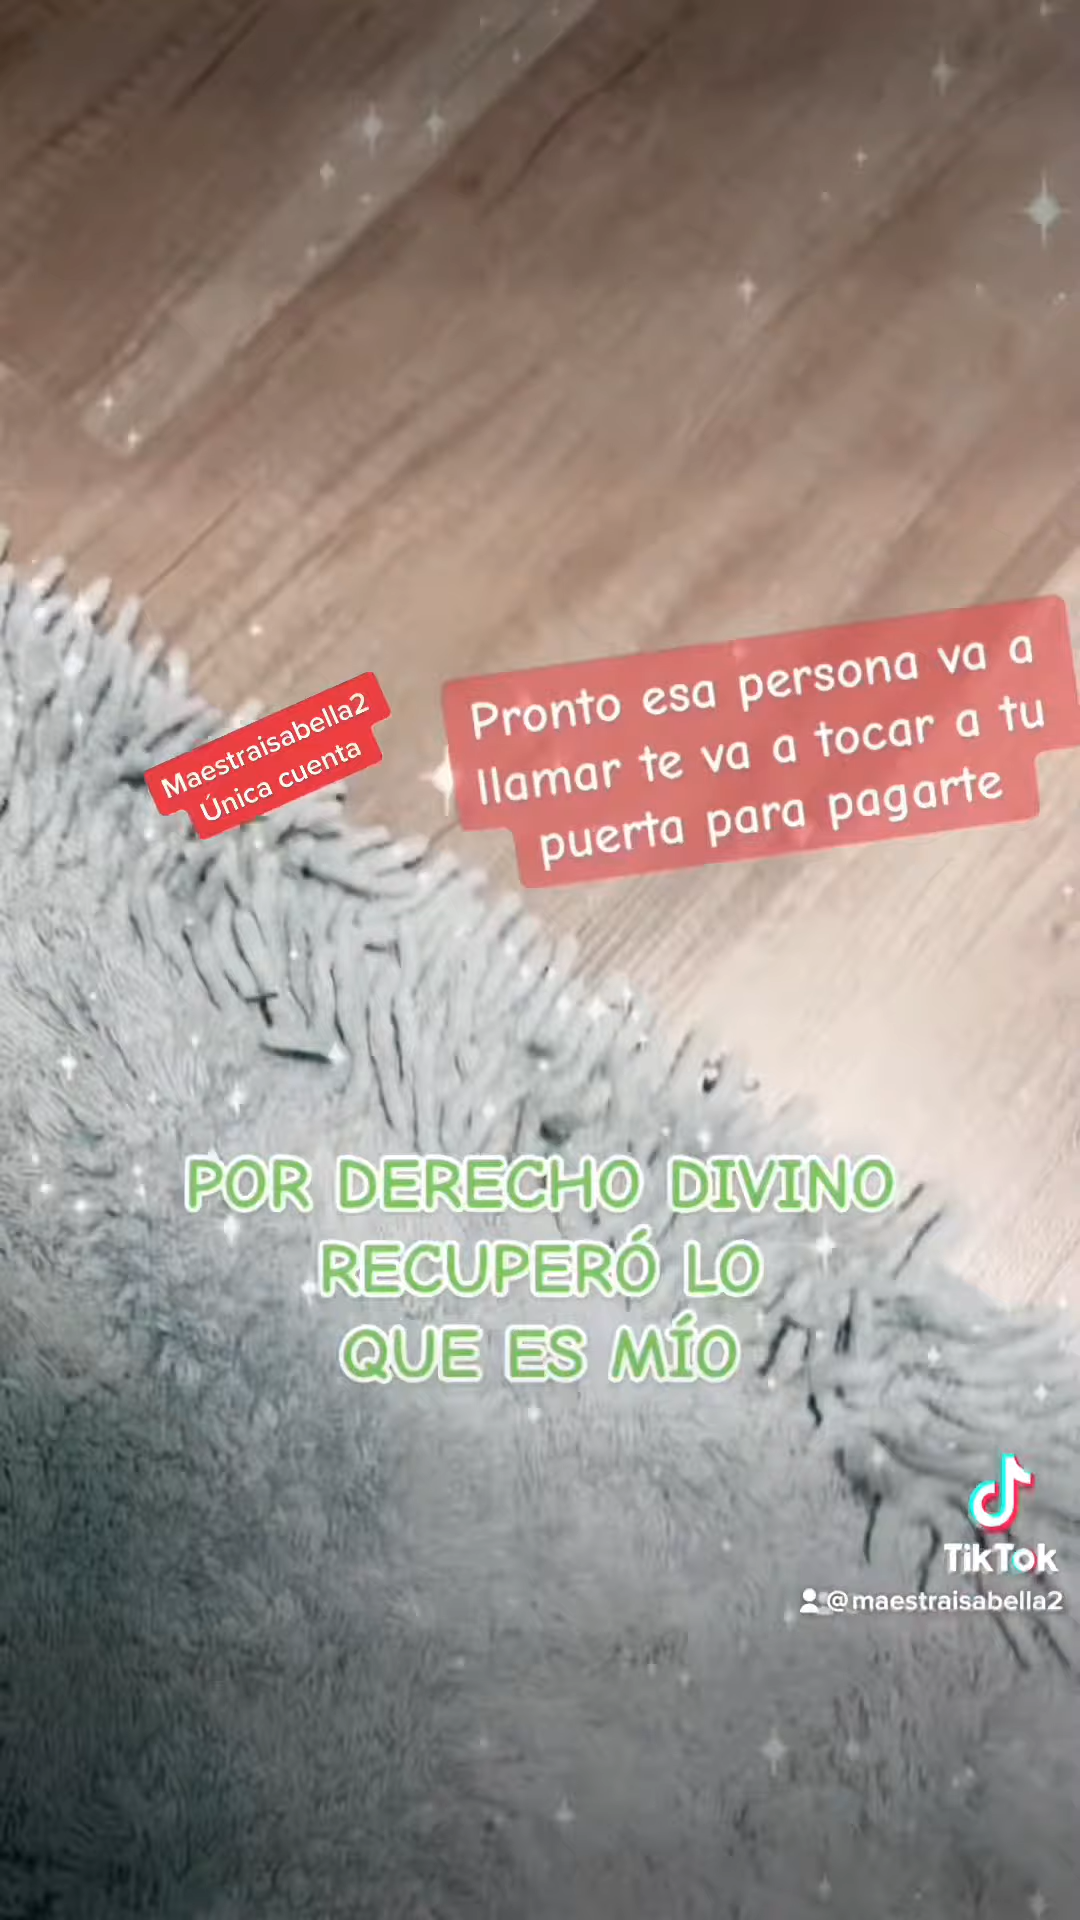 Maestraisabella2
Única cuenta
Pronto esa persona va a
llamar te va a tocar a tu
puerta para pagarte
POR DERECHO DIVINO
RECUPERÓ LO
QUE ES MÍO
TikTok
@maestraisabella2